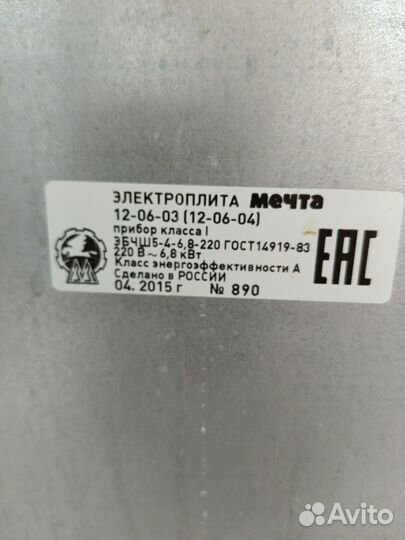 ЭЛЕКТРОПЛИТА мечта
12-06-03 (12-06-04)
прибор класса I
ЭБЧШ5-4-6,8-220 ГОСТ14919-83
220 В ~ 6,8 кВт
Класс энергоэффективности А
Сделано в РОССИИ
04. 2015 г № 890
EAC
Avito